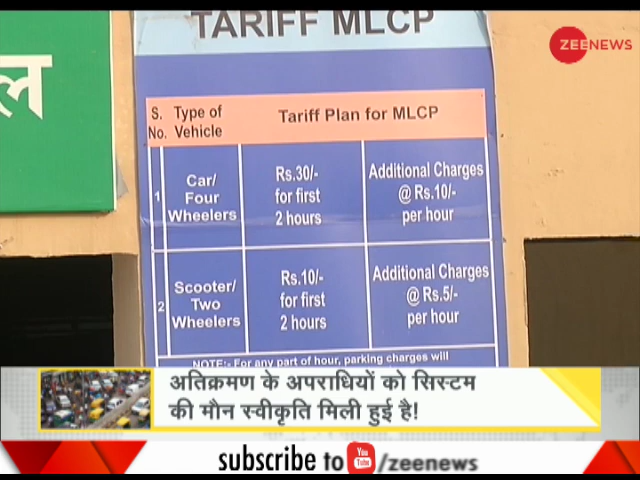 TARIFF MLCP
ZEENEWS
ल
S. No.
Type of Vehicle
Tariff Plan for MLCP
1
Car/
Four
Wheelers
Rs.30/-
for first
2 hours
Additional Charges
@ Rs.10/-
per hour
2
Scooter/
Two
Wheelers
Rs.10/-
for first
2 hours
Additional Charges
@ Rs.5/-
per hour
NOTE:- For any part of hour, parking charges will
अतिक्रमण के अपराधियों को सिस्टम
की मौन स्वीकृति मिली हुई है!
subscribe to You Tube /zeenews